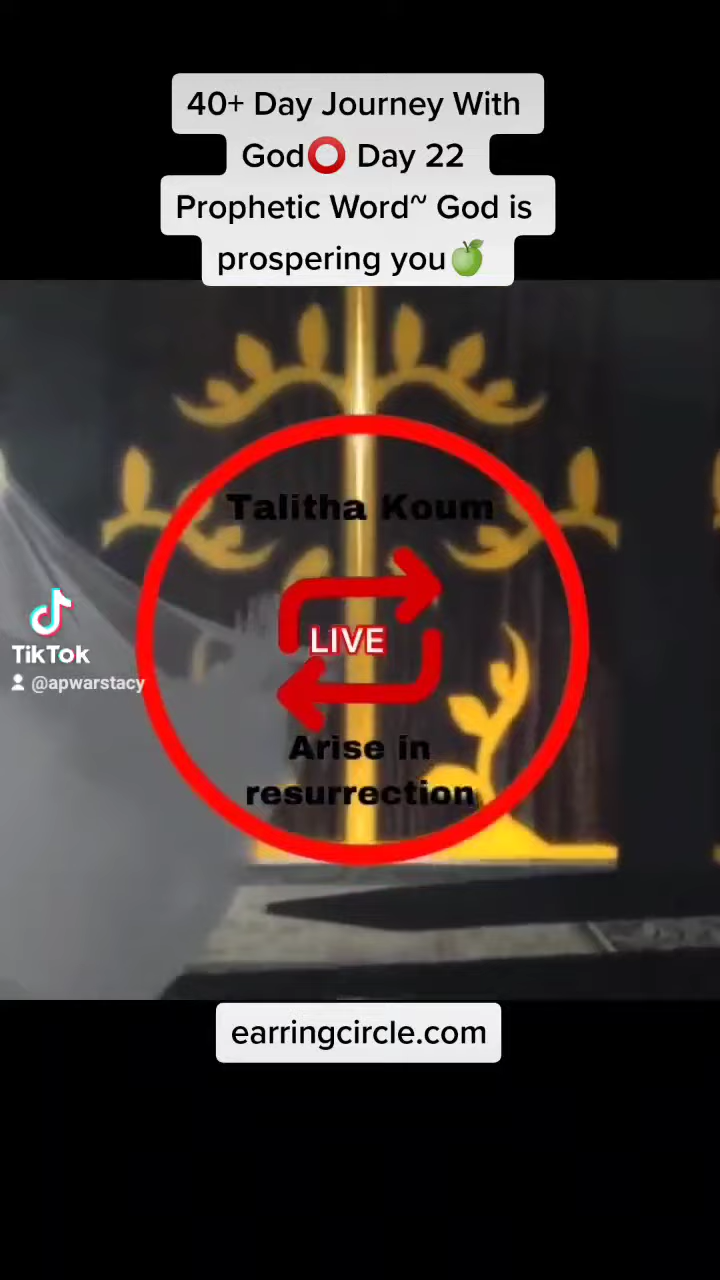 40+ Day Journey With
God⭕ Day 22
Prophetic Word~ God is
prospering you🍏
Talitha Koum
LIVE
TikTok
@apwarstacy
Arise in
resurrection
earringcircle.com